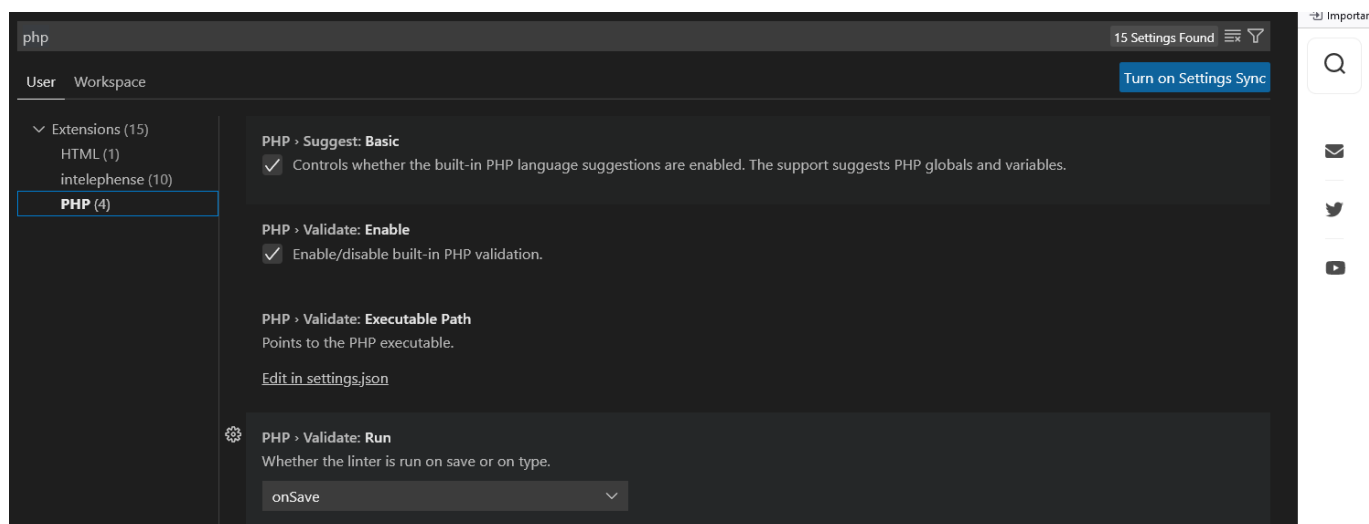 Importar
php
15 Settings Found
User Workspace
Turn on Settings Sync
Extensions (15)
HTML (1)
intelephense (10)
PHP (4)
PHP › Suggest: Basic
Controls whether the built-in PHP language suggestions are enabled. The support suggests PHP globals and variables.
PHP › Validate: Enable
Enable/disable built-in PHP validation.
PHP › Validate: Executable Path
Points to the PHP executable.
Edit in settings.json
PHP › Validate: Run
Whether the linter is run on save or on type.
onSave